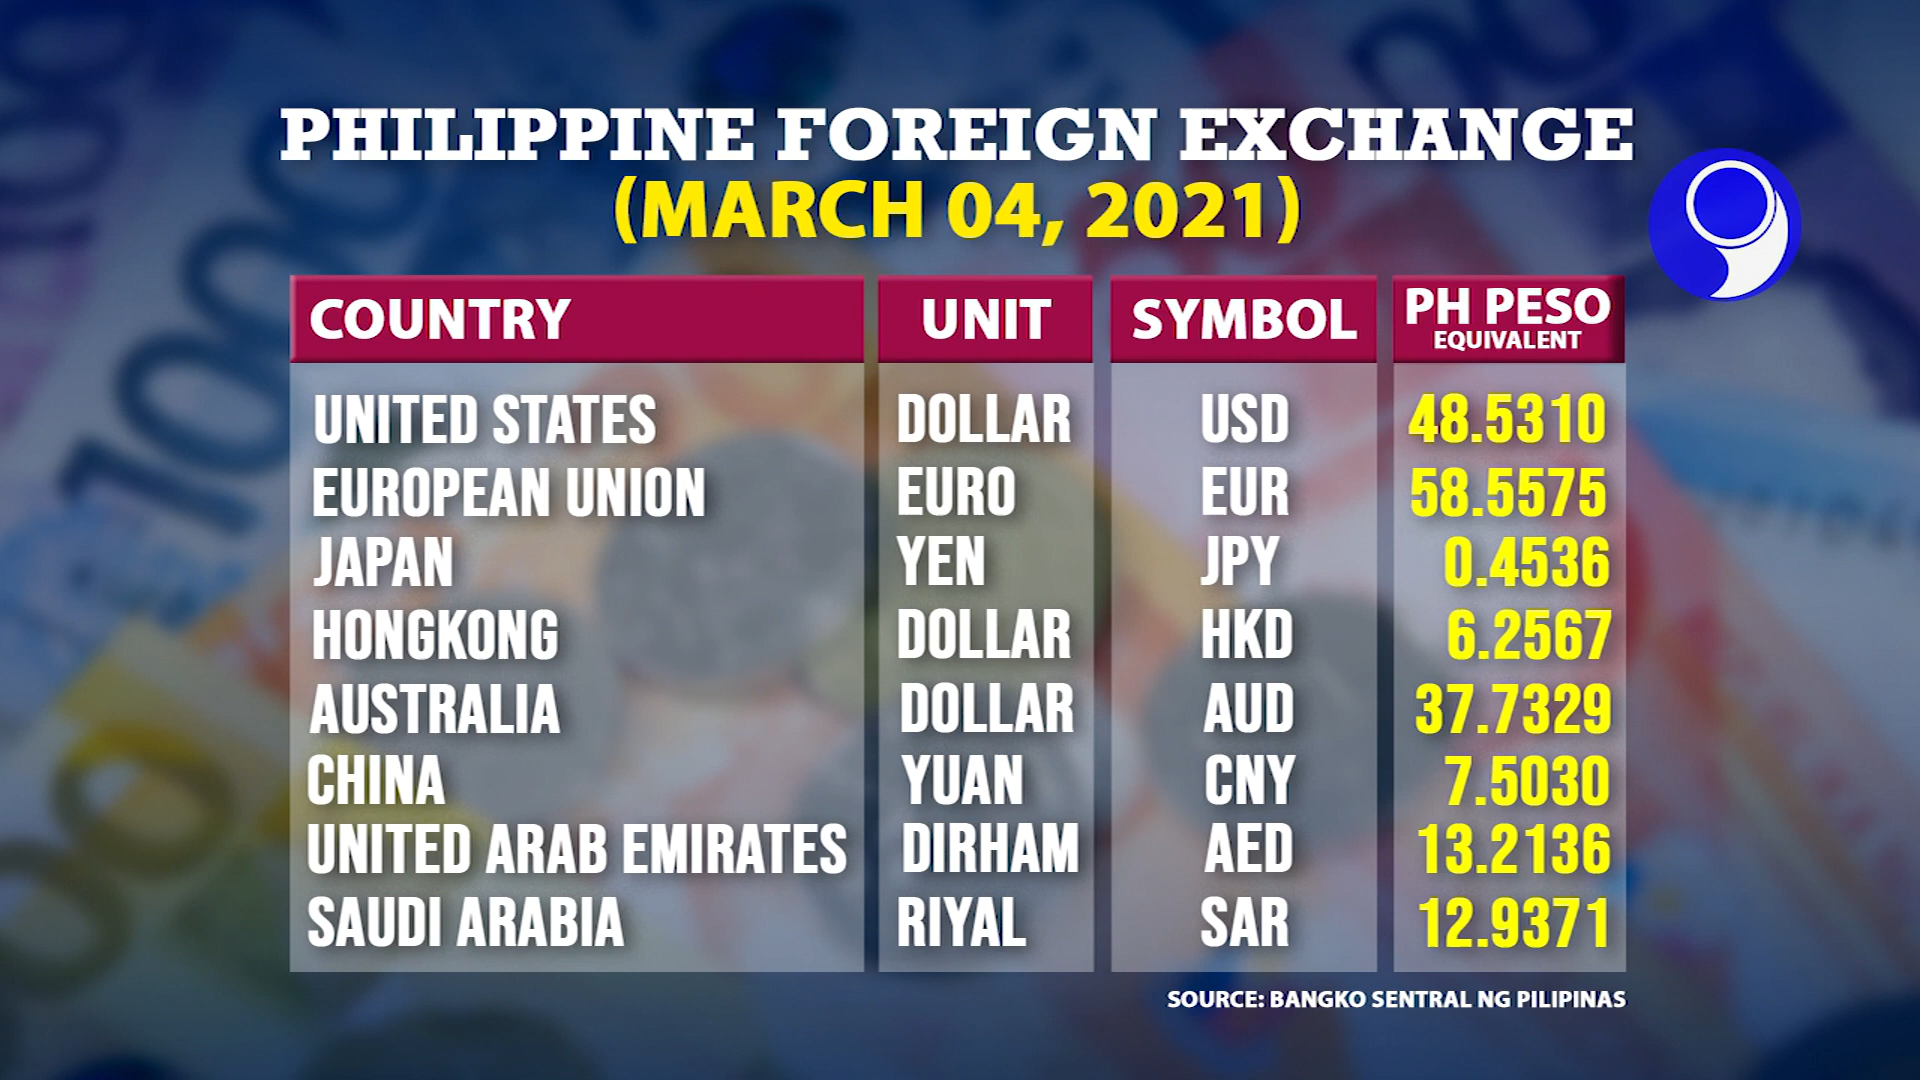 PHILIPPINE FOREIGN EXCHANGE
(MARCH 04, 2021)
COUNTRY UNIT SYMBOL PH PESO EQUIVALENT
UNITED STATES DOLLAR USD 48.5310
EUROPEAN UNION EURO EUR 58.5575
JAPAN YEN JPY 0.4536
HONGKONG DOLLAR HKD 6.2567
AUSTRALIA DOLLAR AUD 37.7329
CHINA YUAN CNY 7.5030
UNITED ARAB EMIRATES DIRHAM AED 13.2136
SAUDI ARABIA RIYAL SAR 12.9371
SOURCE: BANGKO SENTRAL NG PILIPINAS